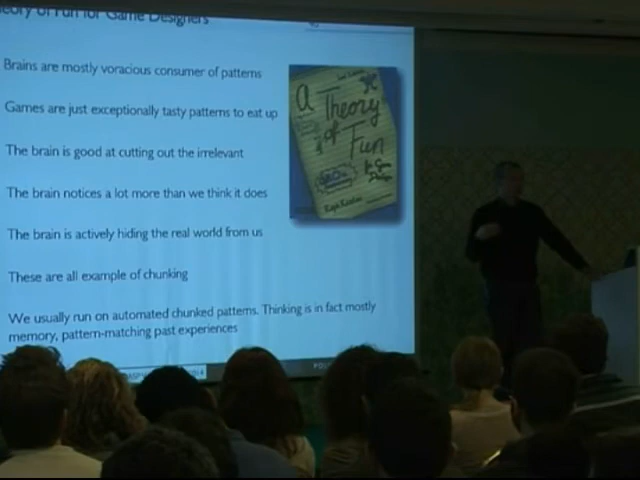 eory of Fun for Game Designers
Brains are mostly voracious consumer of patterns
Games are just exceptionally tasty patterns to eat up
The brain is good at cutting out the irrelevant
The brain notices a lot more than we think it does
The brain is actively hiding the real world from us
These are all example of chunking
We usually run on automated chunked patterns. Thinking is in fact mostly
memory, pattern-matching past experiences
A
Theory
of
Fun
for Game
Design
Raph Koster